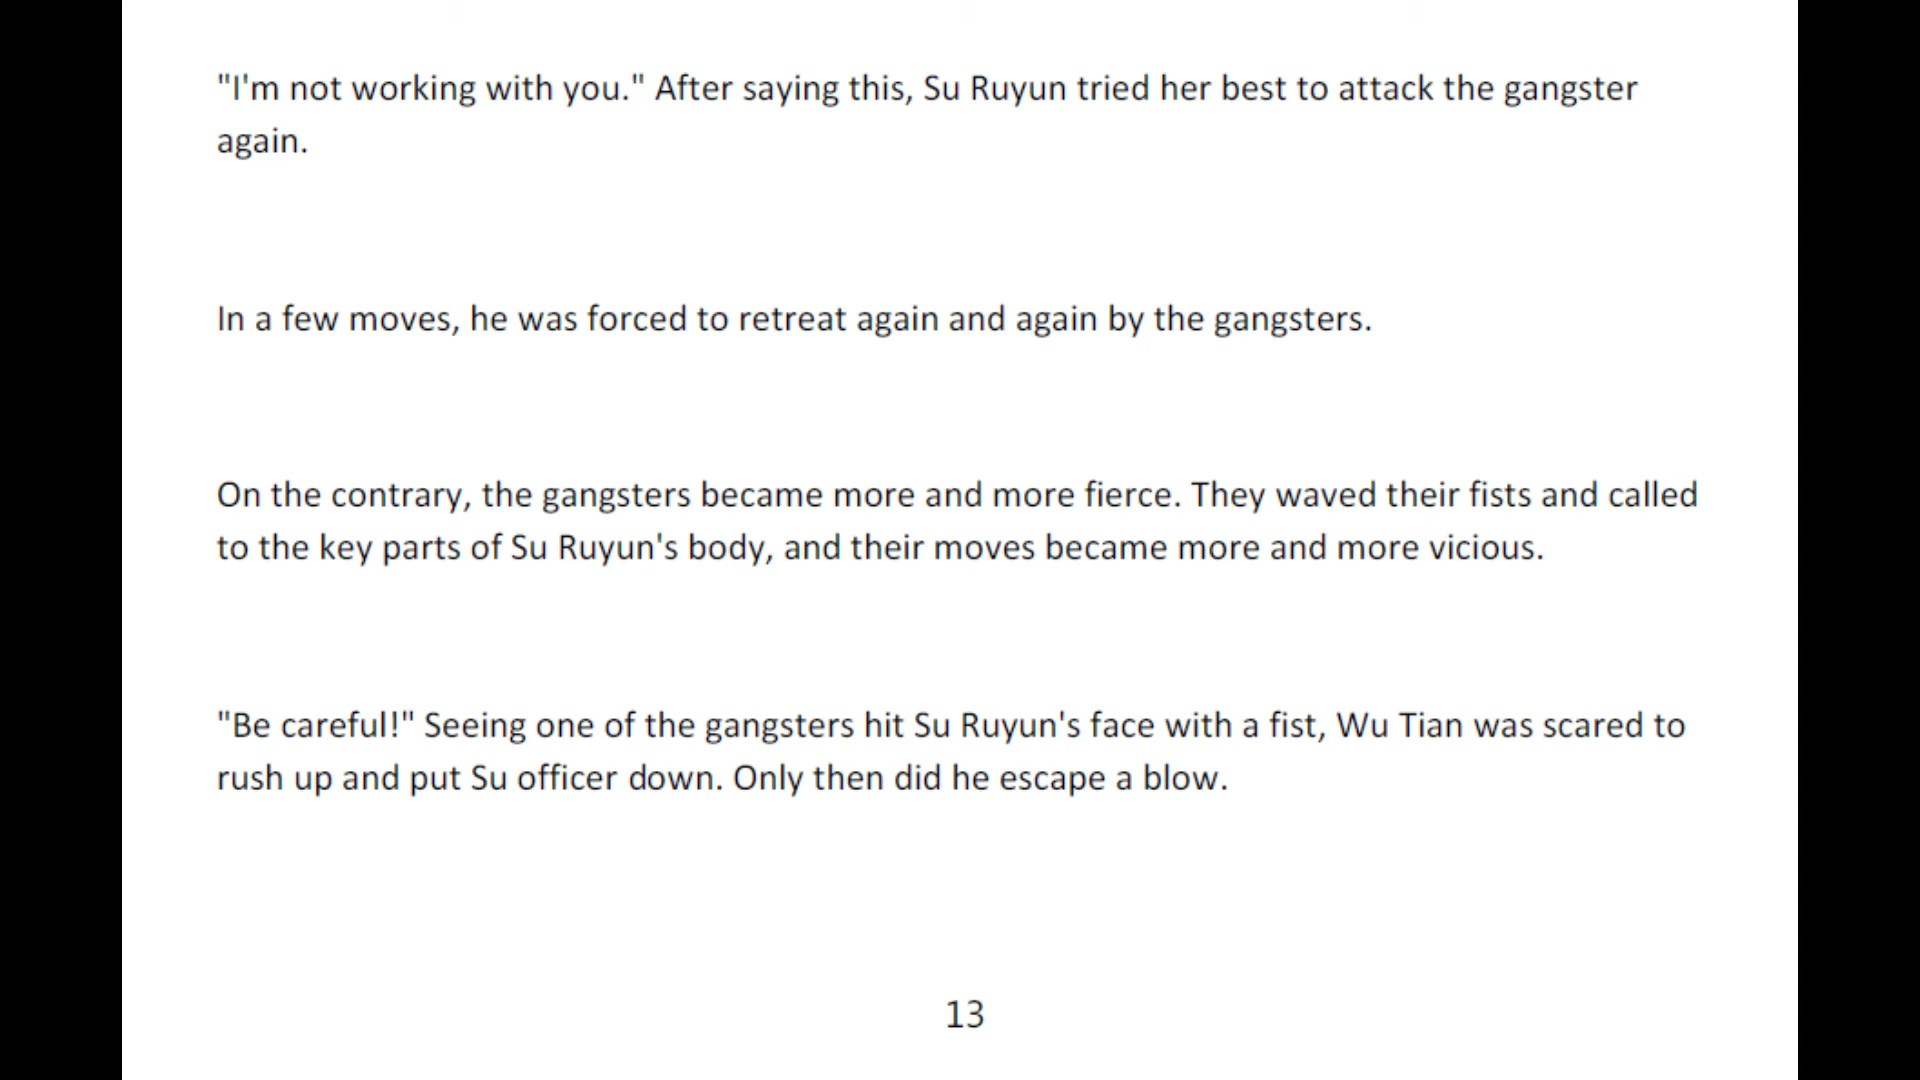 "I'm not working with you." After saying this, Su Ruyun tried her best to attack the gangster
again.
In a few moves, he was forced to retreat again and again by the gangsters.
On the contrary, the gangsters became more and more fierce. They waved their fists and called
to the key parts of Su Ruyun's body, and their moves became more and more vicious.
"Be careful!" Seeing one of the gangsters hit Su Ruyun's face with a fist, Wu Tian was scared to
rush up and put Su officer down. Only then did he escape a blow.
13